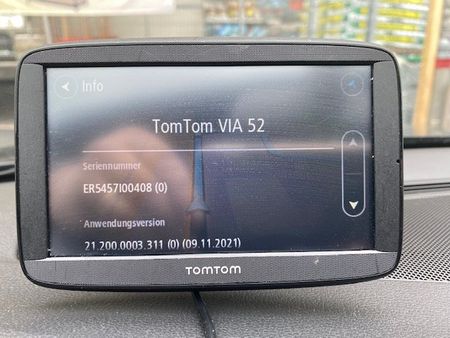 Info
TomTom VIA 52
Seriennummer
ER5457I00408 (0)
Anwendungsversion
21.200.0003.311 (0) (09.11.2021)
TOMTOM